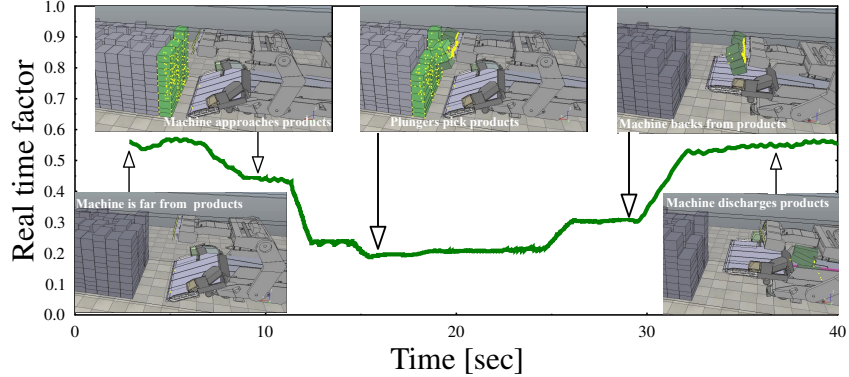 1.0
0.9
0.8
0.7
0.6
0.5
0.4
0.3
0.2
0.1
0.0
Real time factor
Machine approaches products
Plungers pick products
Machine backs from products
Machine is far from products
Machine discharges products
0
10
20
30
40
Time [sec]